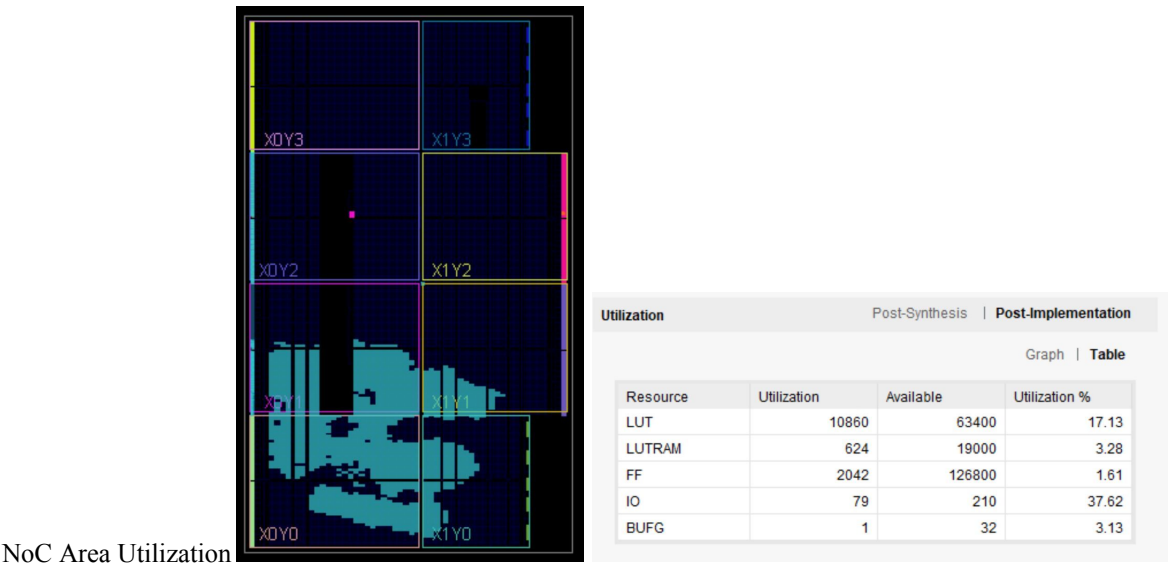 X0Y3 X1Y3
X0Y2 X1Y2
X0Y1 X1Y1
X0Y0 X1Y0
NoC Area Utilization
Utilization Post-Synthesis | Post-Implementation
Graph | Table
Resource Utilization Available Utilization %
LUT 10860 63400 17.13
LUTRAM 624 19000 3.28
FF 2042 126800 1.61
IO 79 210 37.62
BUFG 1 32 3.13